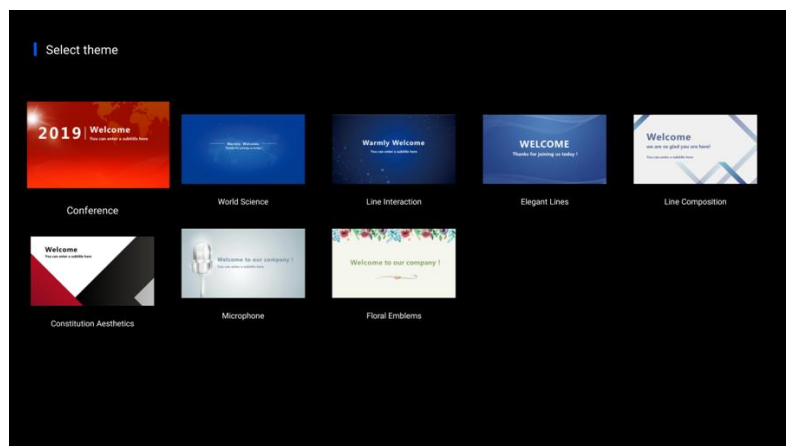 Select theme
2019 Welcome
You can enter a subtitle here
Conference
Warmly Welcome
World Science
Warmly Welcome
You can enter a subtitle here
Line Interaction
WELCOME
Thanks for joining us today !
Elegant Lines
Welcome
we are so glad you are here!
You can enter a subtitle here
Line Composition
Welcome
You can enter a subtitle here
Constitution Aesthetics
Welcome to our company !
You can enter a subtitle here
Microphone
Welcome to our company !
Floral Emblems